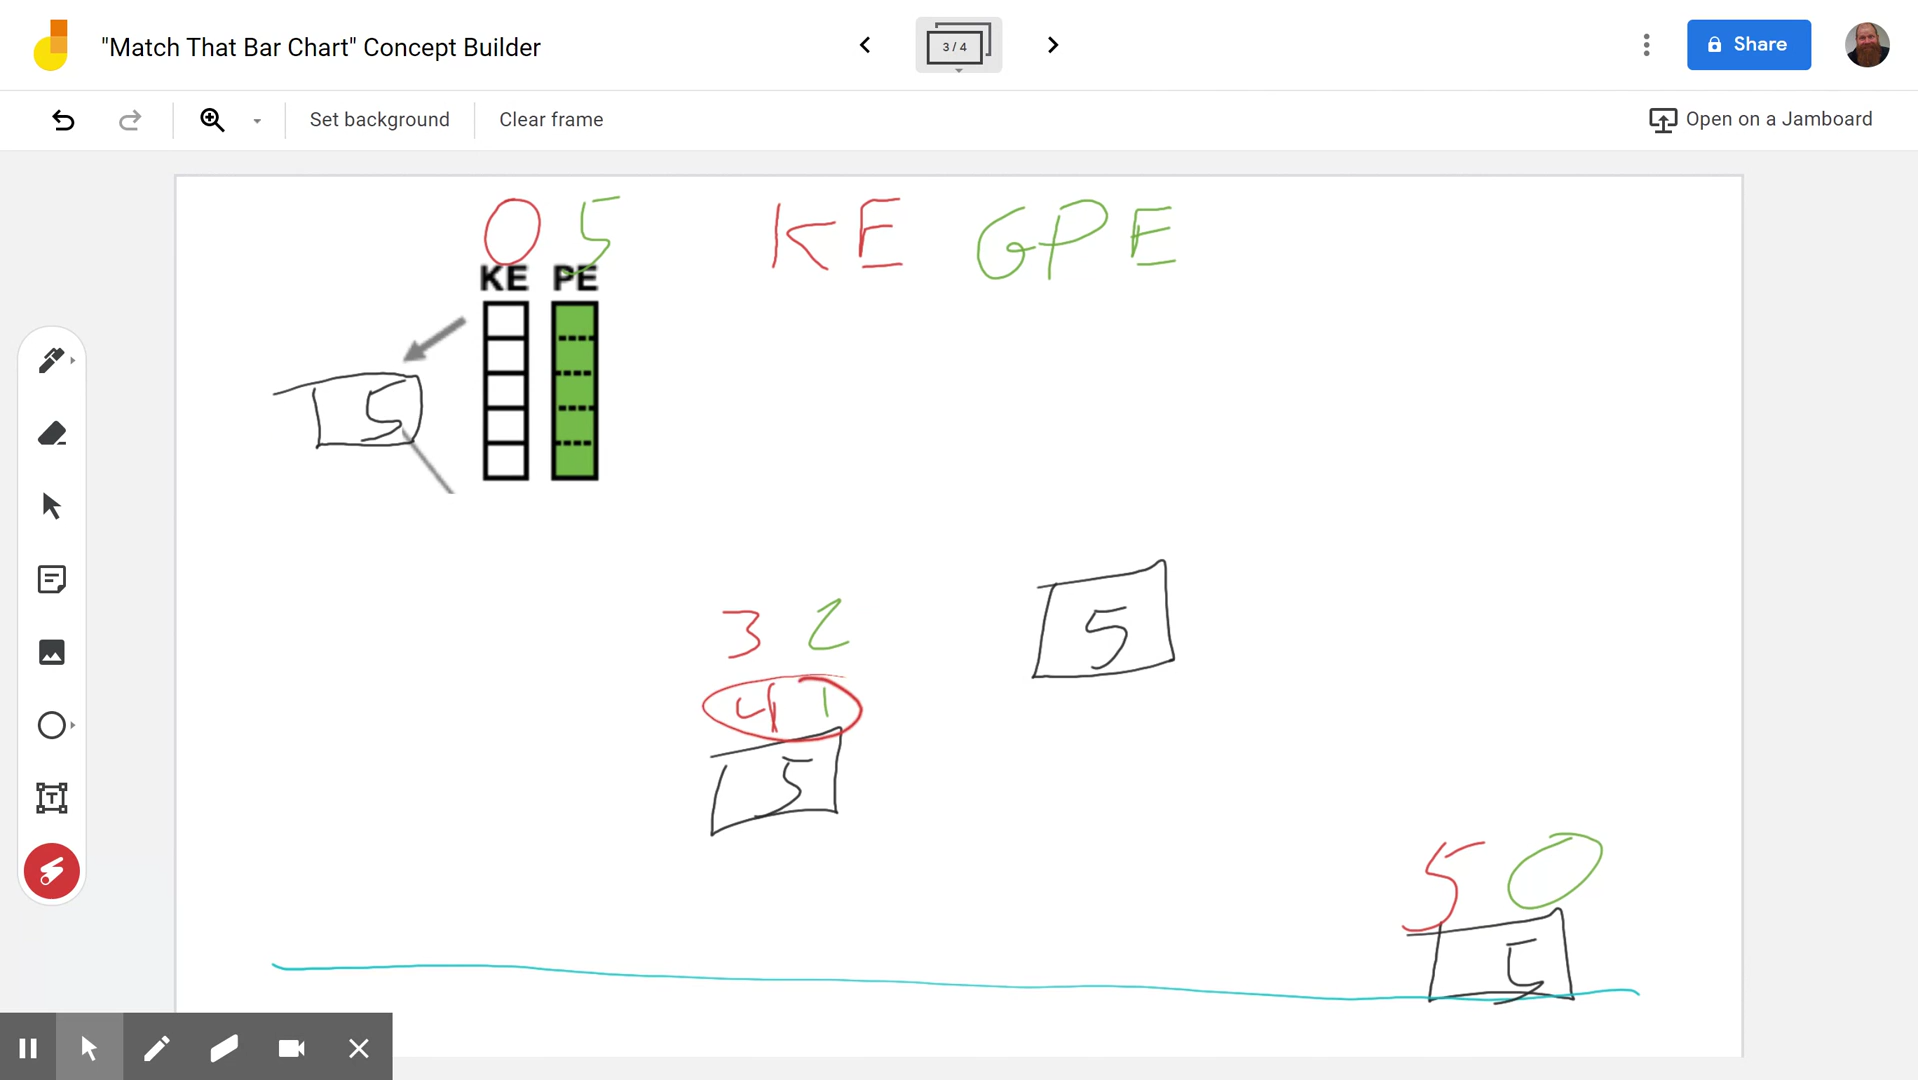 "Match That Bar Chart" Concept Builder
3 / 4
Share
Set background
Clear frame
Open on a Jamboard
0 5 KE GPE
KE PE
5
3 2
5
4 1
5
5 0
5